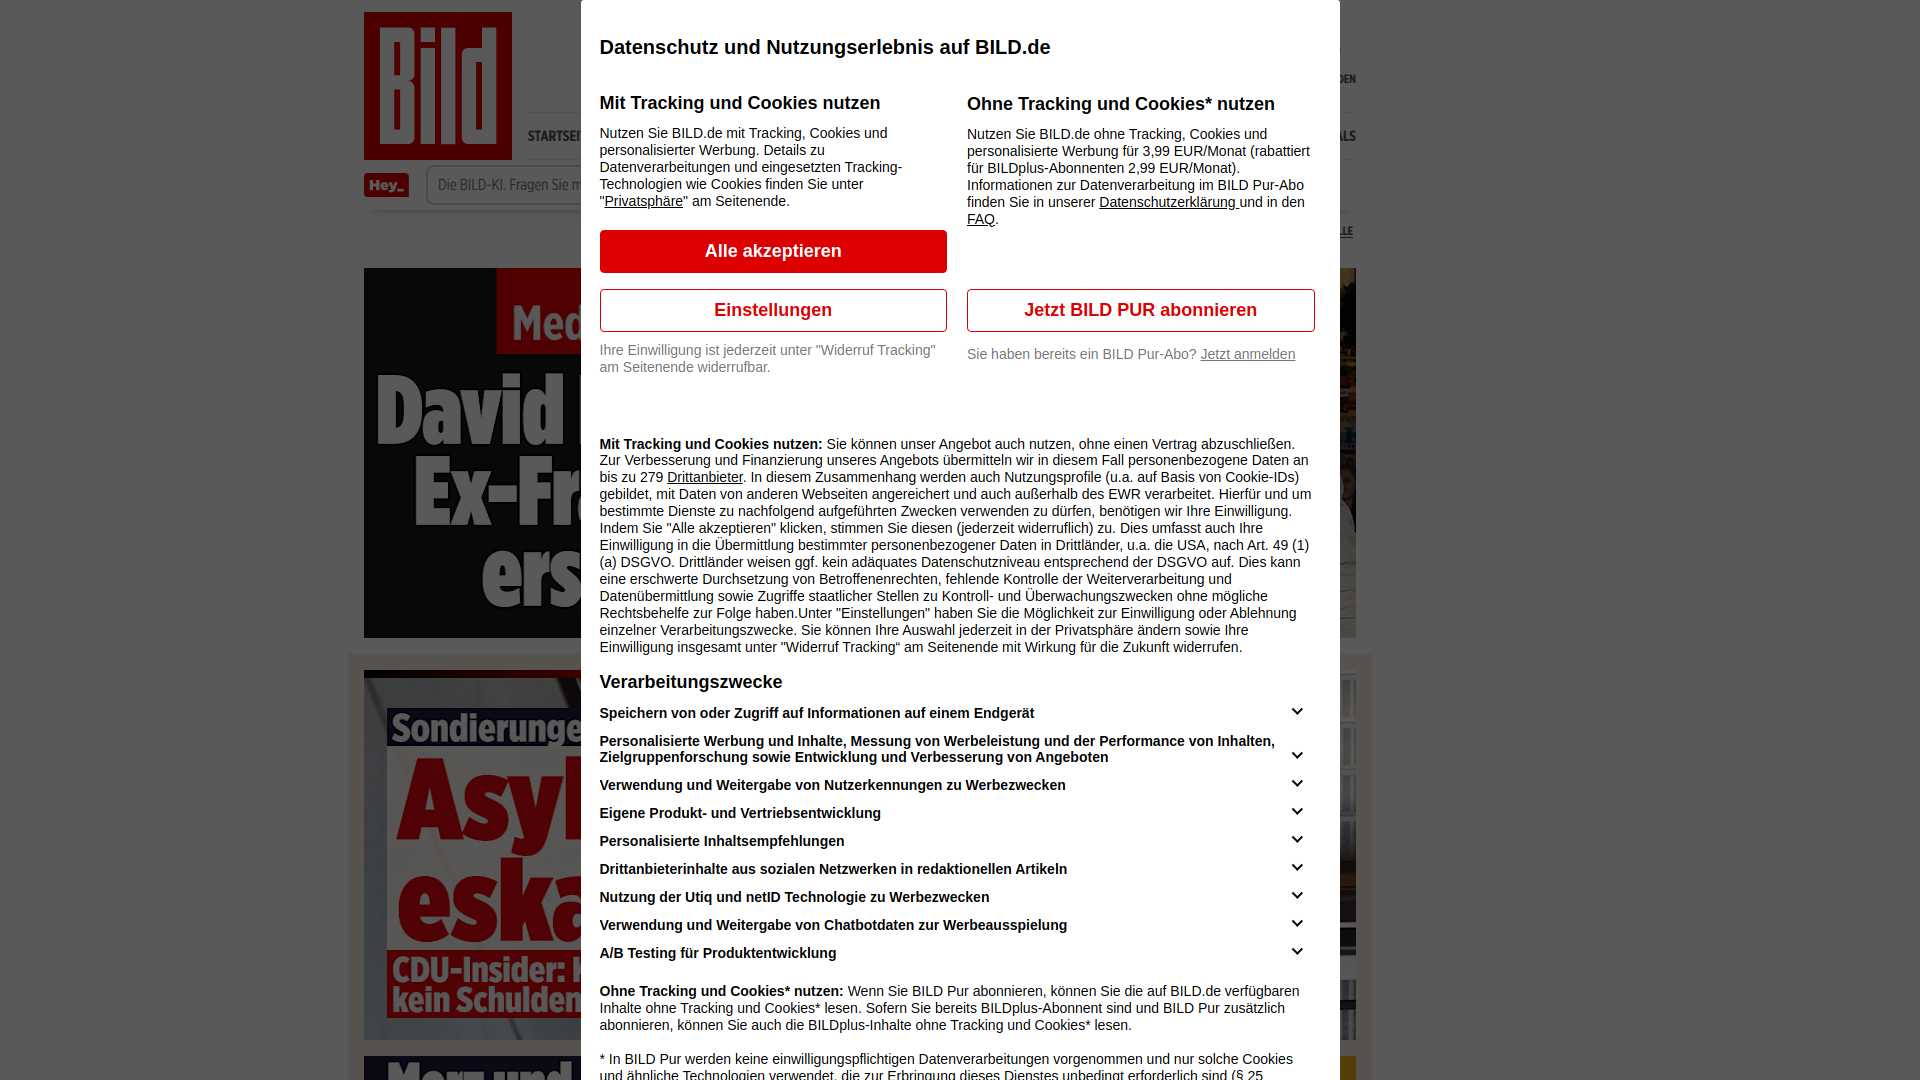 Bild
Datenschutz und Nutzungserlebnis auf BILD.de
Mit Tracking und Cookies nutzen
Nutzen Sie BILD.de mit Tracking, Cookies und
personalisierter Werbung. Details zu
Datenverarbeitungen und eingesetzten Tracking-
Technologien wie Cookies finden Sie unter
"Privatsphäre" am Seitenende.
Alle akzeptieren
Einstellungen
Ihre Einwilligung ist jederzeit unter "Widerruf Tracking"
am Seitenende widerrufbar.
Ohne Tracking und Cookies* nutzen
Nutzen Sie BILD.de ohne Tracking, Cookies und
personalisierte Werbung für 3,99 EUR/Monat (rabattiert
für BILDplus-Abonnenten 2,99 EUR/Monat).
Informationen zur Datenverarbeitung im BILD Pur-Abo
finden Sie in unserer Datenschutzerklärung und in den
FAQ.
Jetzt BILD PUR abonnieren
Sie haben bereits ein BILD Pur-Abo? Jetzt anmelden
Mit Tracking und Cookies nutzen: Sie können unser Angebot auch nutzen, ohne einen Vertrag abzuschließen.
Zur Verbesserung und Finanzierung unseres Angebots übermitteln wir in diesem Fall personenbezogene Daten an
bis zu 279 Drittanbieter. In diesem Zusammenhang werden auch Nutzungsprofile (u.a. auf Basis von Cookie-IDs)
gebildet, mit Daten von anderen Webseiten angereichert und auch außerhalb des EWR verarbeitet. Hierfür und um
bestimmte Dienste zu nachfolgend aufgeführten Zwecken verwenden zu dürfen, benötigen wir Ihre Einwilligung.
Indem Sie "Alle akzeptieren" klicken, stimmen Sie diesen (jederzeit widerruflich) zu. Dies umfasst auch Ihre
Einwilligung in die Übermittlung bestimmter personenbezogener Daten in Drittländer, u.a. die USA, nach Art. 49 (1)
(a) DSGVO. Drittländer weisen ggf. kein adäquates Datenschutzniveau entsprechend der DSGVO auf. Dies kann
eine erschwerte Durchsetzung von Betroffenenrechten, fehlende Kontrolle der Weiterverarbeitung und
Datenübermittlung sowie Zugriffe staatlicher Stellen zu Kontroll- und Überwachungszwecken ohne mögliche
Rechtsbehelfe zur Folge haben.Unter "Einstellungen" haben Sie die Möglichkeit zur Einwilligung oder Ablehnung
einzelner Verarbeitungszwecke. Sie können Ihre Auswahl jederzeit in der Privatsphäre ändern sowie Ihre
Einwilligung insgesamt unter "Widerruf Tracking“ am Seitenende mit Wirkung für die Zukunft widerrufen.
Verarbeitungszwecke
Speichern von oder Zugriff auf Informationen auf einem Endgerät
Personalisierte Werbung und Inhalte, Messung von Werbeleistung und der Performance von Inhalten,
Zielgruppenforschung sowie Entwicklung und Verbesserung von Angeboten
Verwendung und Weitergabe von Nutzerkennungen zu Werbezwecken
Eigene Produkt- und Vertriebsentwicklung
Personalisierte Inhaltsempfehlungen
Drittanbieterinhalte aus sozialen Netzwerken in redaktionellen Artikeln
Nutzung der Utiq und netID Technologie zu Werbezwecken
Verwendung und Weitergabe von Chatbotdaten zur Werbeausspielung
A/B Testing für Produktentwicklung
Ohne Tracking und Cookies* nutzen: Wenn Sie BILD Pur abonnieren, können Sie die auf BILD.de verfügbaren
Inhalte ohne Tracking und Cookies* lesen. Sofern Sie bereits BILDplus-Abonnent sind und BILD Pur zusätzlich
abonnieren, können Sie auch die BILDplus-Inhalte ohne Tracking und Cookies* lesen.
* In BILD Pur werden keine einwilligungspflichtigen Datenverarbeitungen vorgenommen und nur solche Cookies
und ähnliche Technologien verwendet, die zur Erbringung dieses Dienstes unbedingt erforderlich sind (§ 25
STARTSEI
Hey_
Die BILD-KI. Fragen Sie m
Med
David
Ex-Fr
ers
Sondierunge
Asyl
eska
CDU-Insider:
kein Schulden
Merz und